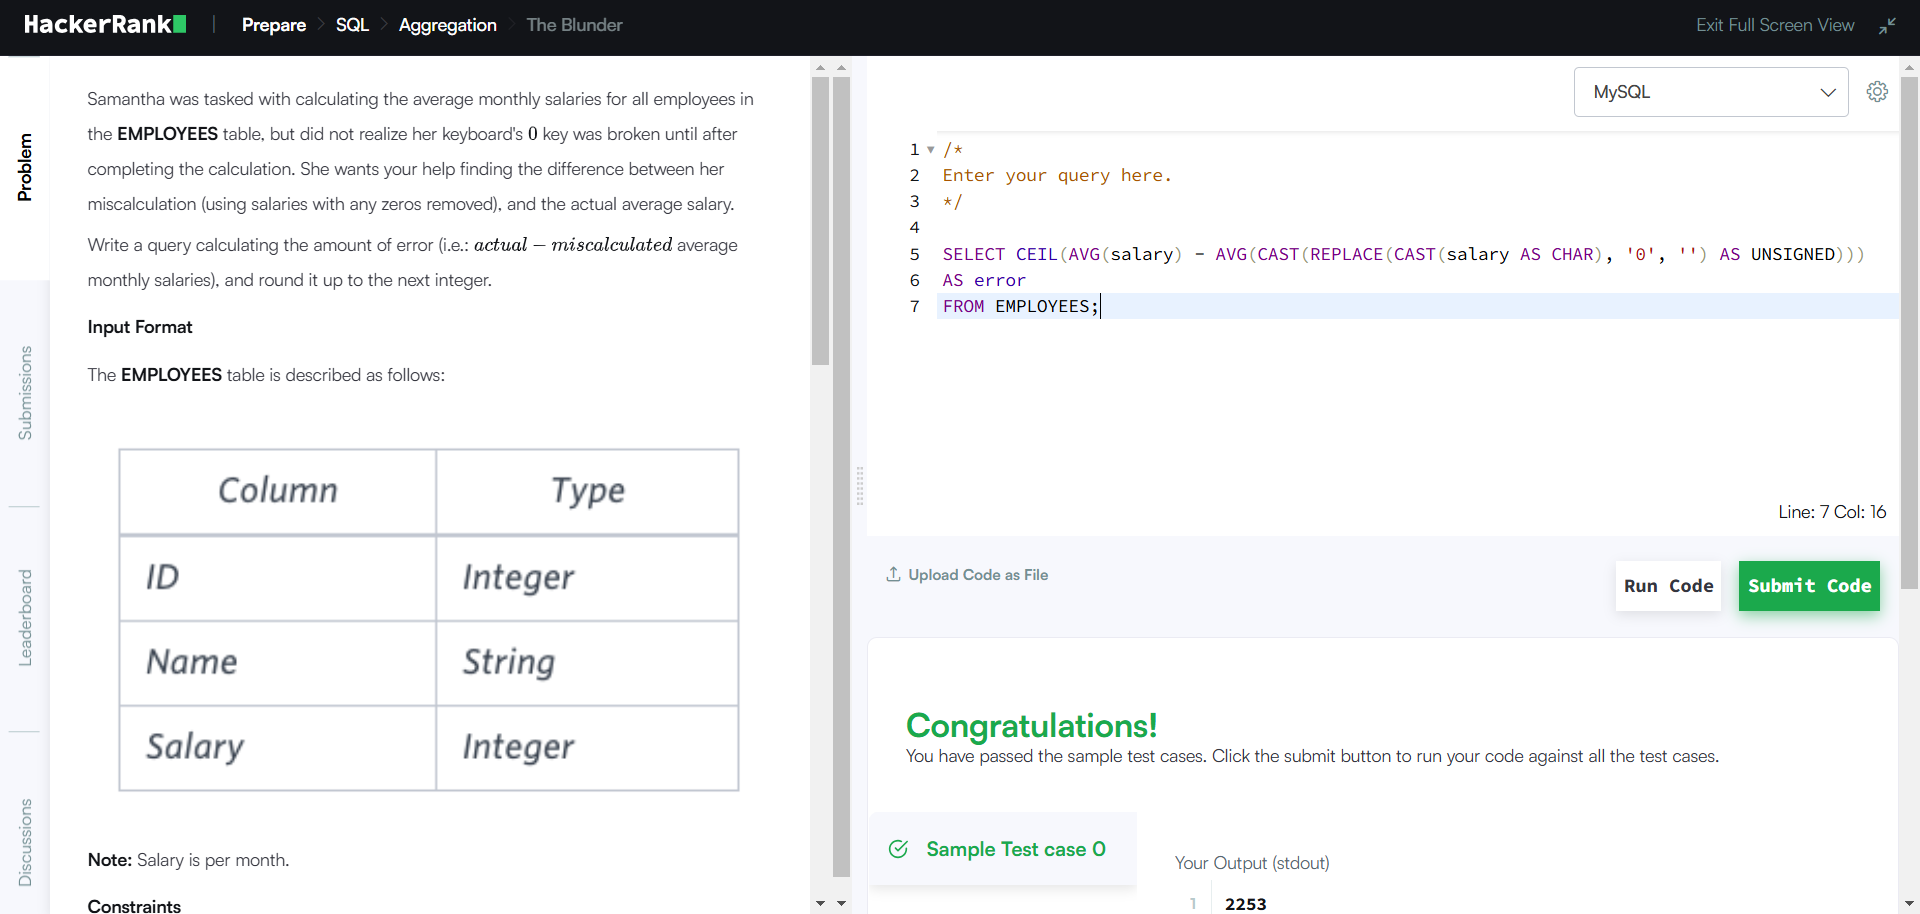 HackerRank | Prepare > SQL > Aggregation > The Blunder
Exit Full Screen View
Problem
Submissions
Leaderboard
Discussions
Samantha was tasked with calculating the average monthly salaries for all employees in
the EMPLOYEES table, but did not realize her keyboard's 0 key was broken until after
completing the calculation. She wants your help finding the difference between her
miscalculation (using salaries with any zeros removed), and the actual average salary.
Write a query calculating the amount of error (i.e.: actual − miscalculated average
monthly salaries), and round it up to the next integer.
Input Format
The EMPLOYEES table is described as follows:
Column Type
ID Integer
Name String
Salary Integer
Note: Salary is per month.
Constraints
MySQL
1 /*
2 Enter your query here.
3 */
4
5 SELECT CEIL(AVG(salary) - AVG(CAST(REPLACE(CAST(salary AS CHAR), '0', '') AS UNSIGNED)))
6 AS error
7 FROM EMPLOYEES;
Line: 7 Col: 16
Upload Code as File
Run Code
Submit Code
Congratulations!
You have passed the sample test cases. Click the submit button to run your code against all the test cases.
Sample Test case 0
Your Output (stdout)
1 2253